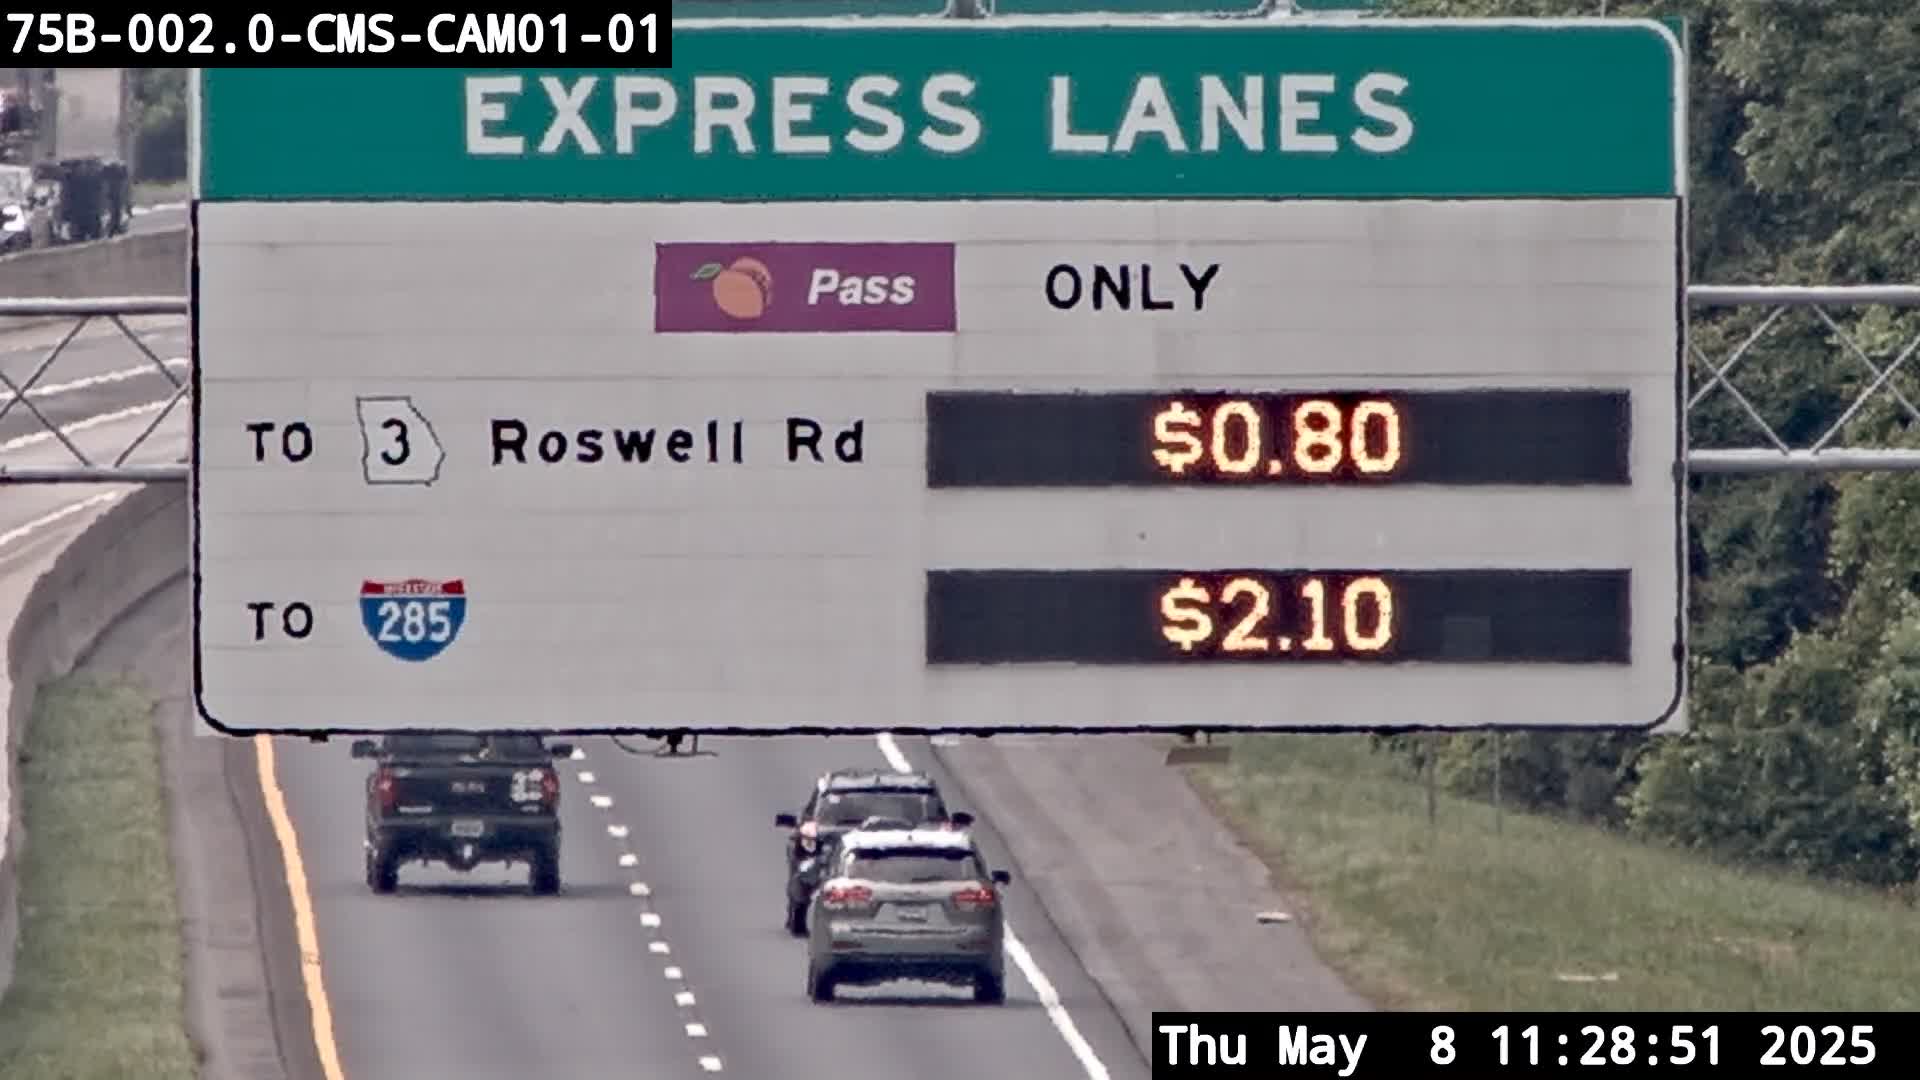 75B-002.0-CMS-CAM01-01
EXPRESS LANES
Pass ONLY
TO 3 Roswell Rd $0.80
TO INTERSTATE 285 $2.10
Thu May 8 11:28:51 2025